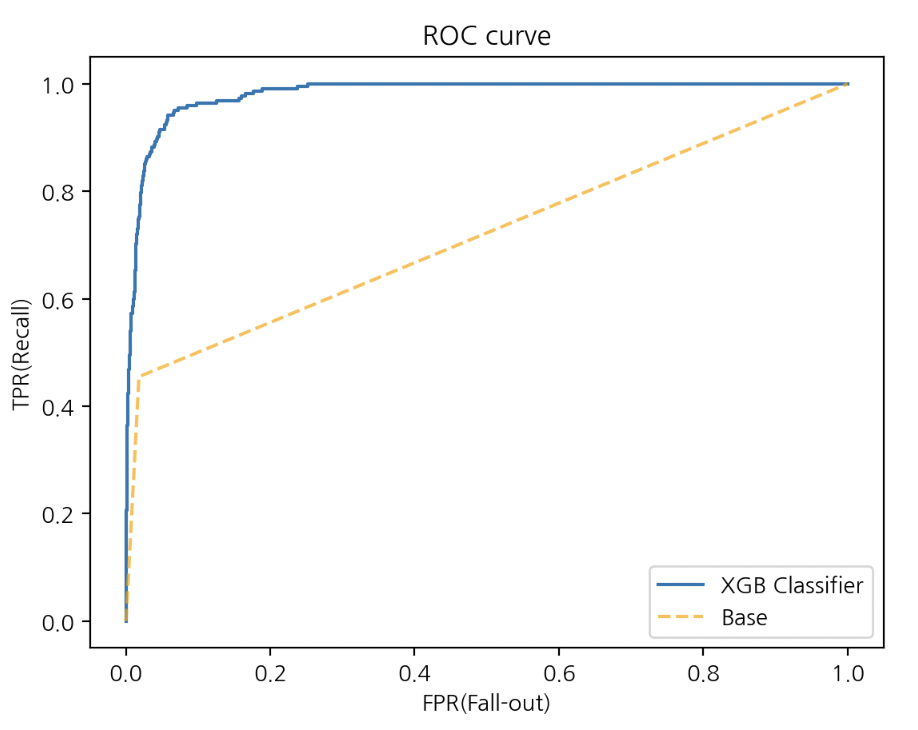 ROC curve
1.0
0.8
0.6
0.4
0.2
0.0
TPR(Recall)
XGB Classifier
Base
0.0 0.2 0.4 0.6 0.8 1.0
FPR(Fall-out)